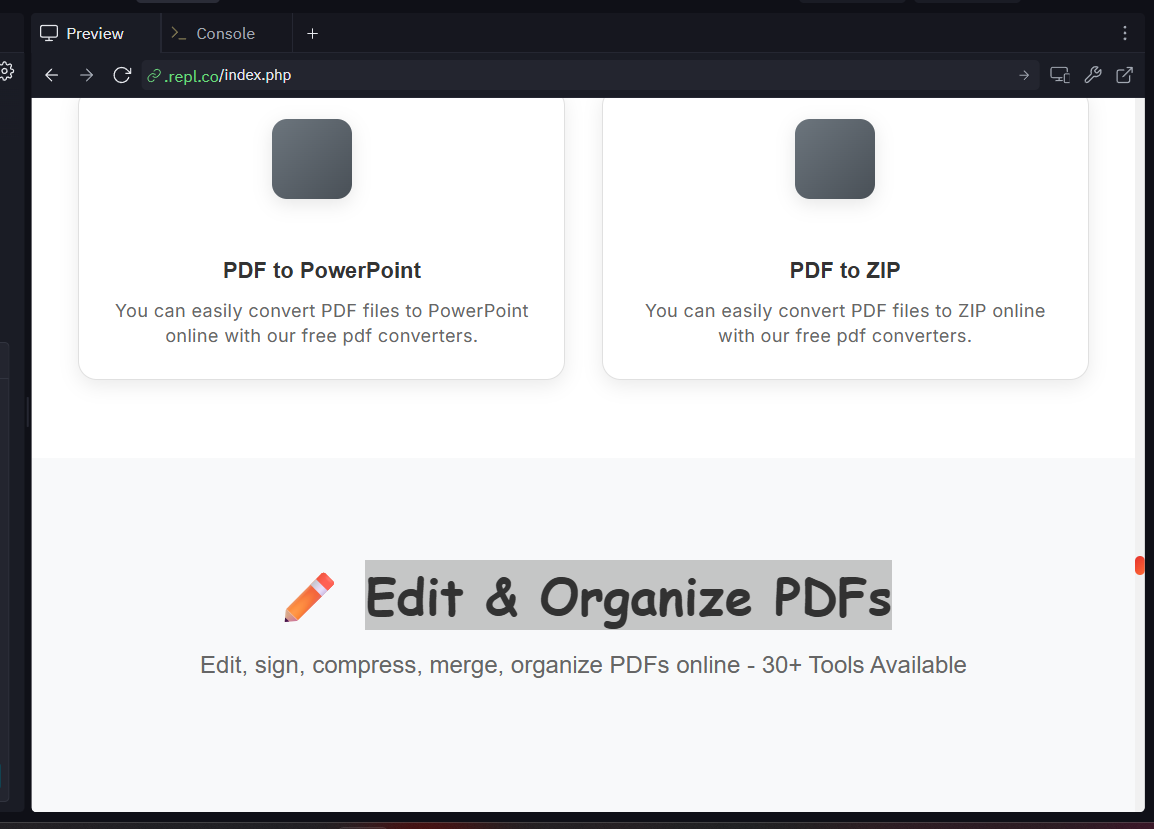 Preview
Console
.repl.co/index.php
PDF to PowerPoint
You can easily convert PDF files to PowerPoint
online with our free pdf converters.
PDF to ZIP
You can easily convert PDF files to ZIP online
with our free pdf converters.
Edit & Organize PDFs
Edit, sign, compress, merge, organize PDFs online - 30+ Tools Available